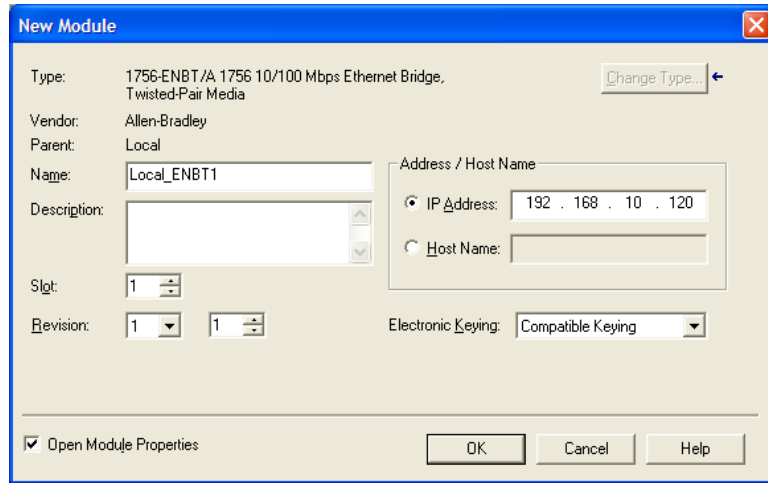 New Module
Type: 1756-ENBT/A 1756 10/100 Mbps Ethernet Bridge,
Twisted-Pair Media
Change Type...
Vendor: Allen-Bradley
Parent: Local
Name: Local_ENBT1
Address / Host Name
Description:
IP Address: 192 . 168 . 10 . 120
Host Name:
Slot: 1
Revision: 1 1
Electronic Keying: Compatible Keying
Open Module Properties
OK Cancel Help